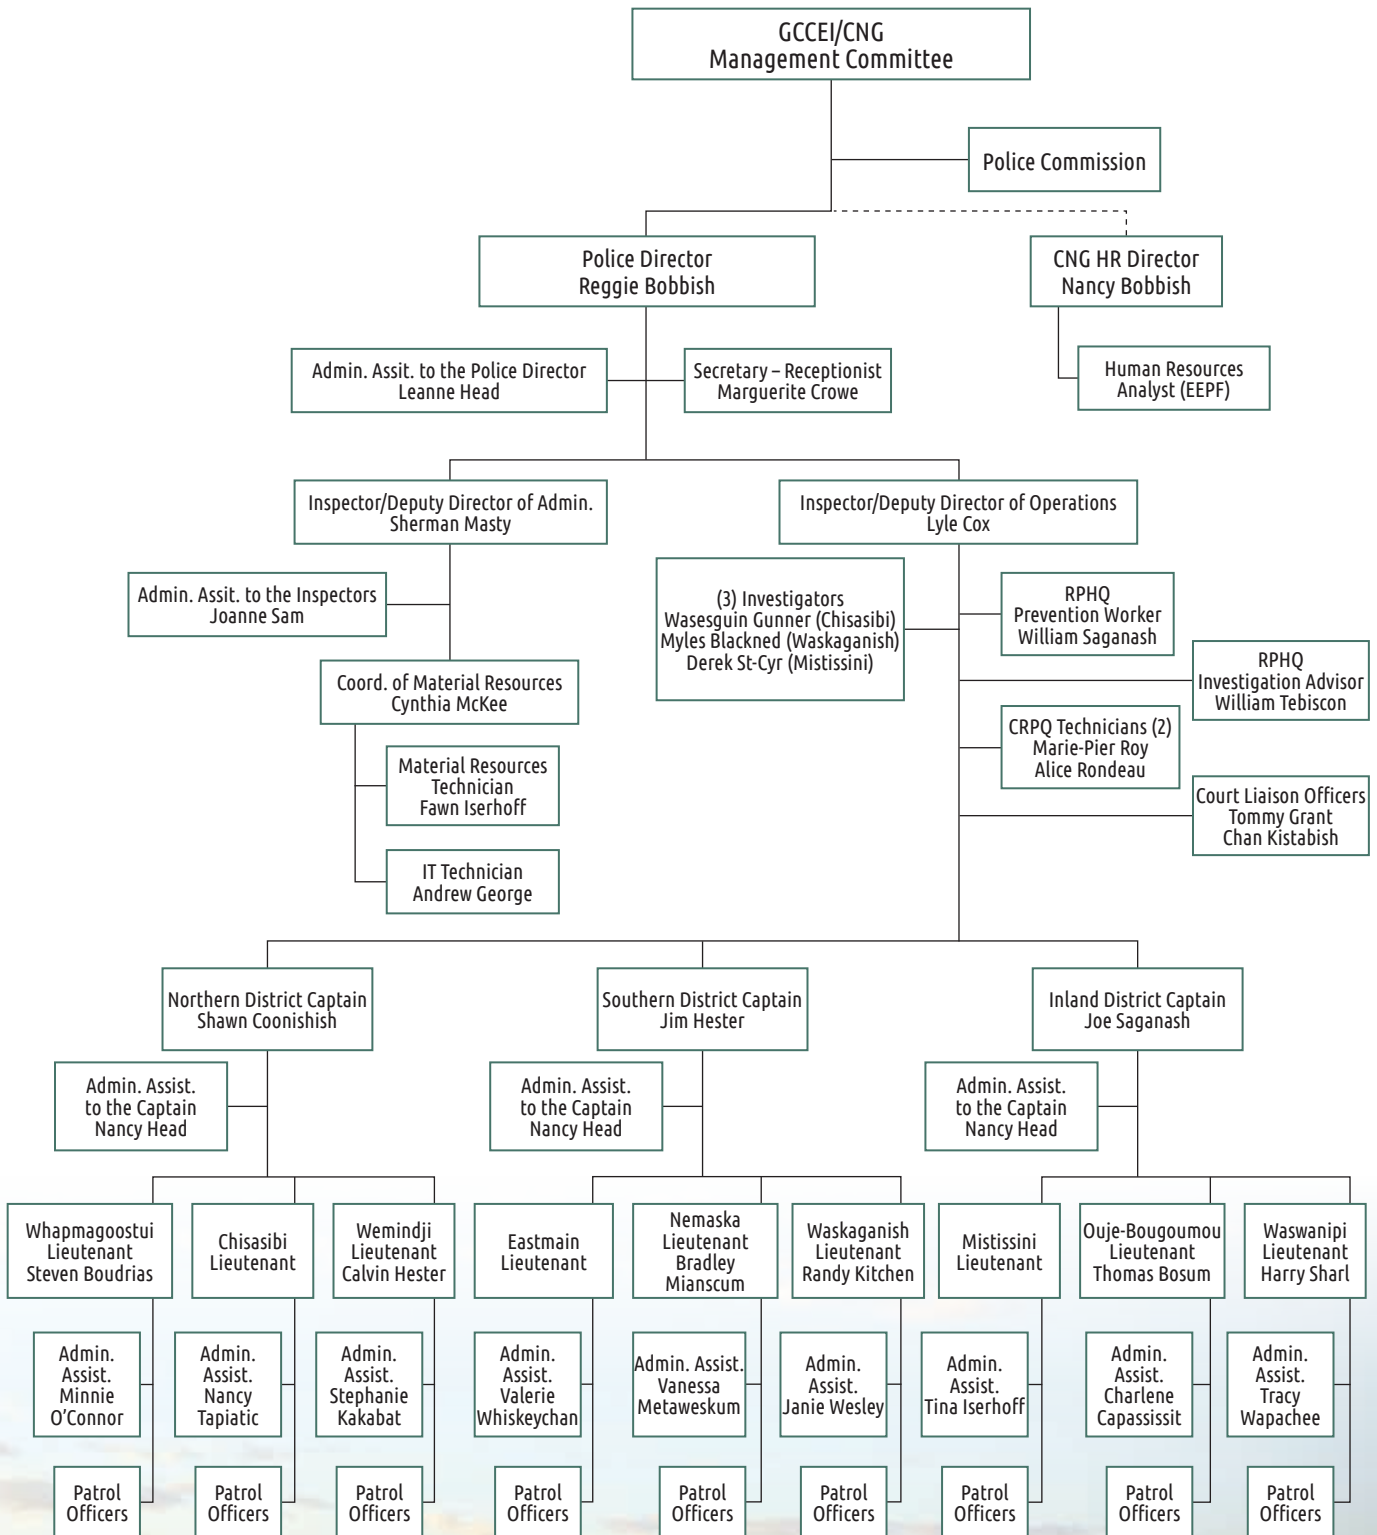 GCCEI/CNG
Management Committee
Police Commission
Police Director
Reggie Bobbish
CNG HR Director
Nancy Bobbish
Admin. Assit. to the Police Director
Leanne Head
Secretary – Receptionist
Marguerite Crowe
Human Resources
Analyst (EEPF)
Inspector/Deputy Director of Admin.
Sherman Masty
Inspector/Deputy Director of Operations
Lyle Cox
Admin. Assit. to the Inspectors
Joanne Sam
(3) Investigators
Wasesguin Gunner (Chisasibi)
Myles Blackned (Waskaganish)
Derek St-Cyr (Mistissini)
RPHQ
Prevention Worker
William Saganash
RPHQ
Investigation Advisor
William Tebiscon
Coord. of Material Resources
Cynthia McKee
CRPQ Technicians (2)
Marie-Pier Roy
Alice Rondeau
Material Resources
Technician
Fawn Iserhoff
Court Liaison Officers
Tommy Grant
Chan Kistabish
IT Technician
Andrew George
Northern District Captain
Shawn Coonishish
Southern District Captain
Jim Hester
Inland District Captain
Joe Saganash
Admin. Assist.
to the Captain
Nancy Head
Admin. Assist.
to the Captain
Nancy Head
Admin. Assist.
to the Captain
Nancy Head
Whapmagoostui
Lieutenant
Steven Boudrias
Chisasibi
Lieutenant
Wemindji
Lieutenant
Calvin Hester
Eastmain
Lieutenant
Nemaska
Lieutenant
Bradley
Mianscum
Waskaganish
Lieutenant
Randy Kitchen
Mistissini
Lieutenant
Ouje-Bougoumou
Lieutenant
Thomas Bosum
Waswanipi
Lieutenant
Harry Sharl
Admin.
Assist.
Minnie
O’Connor
Admin.
Assist.
Nancy
Tapiatic
Admin.
Assist.
Stephanie
Kakabat
Admin.
Assist.
Valerie
Whiskeychan
Admin. Assist.
Vanessa
Metaweskum
Admin.
Assist.
Janie Wesley
Admin.
Assist.
Tina Iserhoff
Admin.
Assist.
Charlene
Capassissit
Admin.
Assist.
Tracy
Wapachee
Patrol
Officers
Patrol
Officers
Patrol
Officers
Patrol
Officers
Patrol
Officers
Patrol
Officers
Patrol
Officers
Patrol
Officers
Patrol
Officers